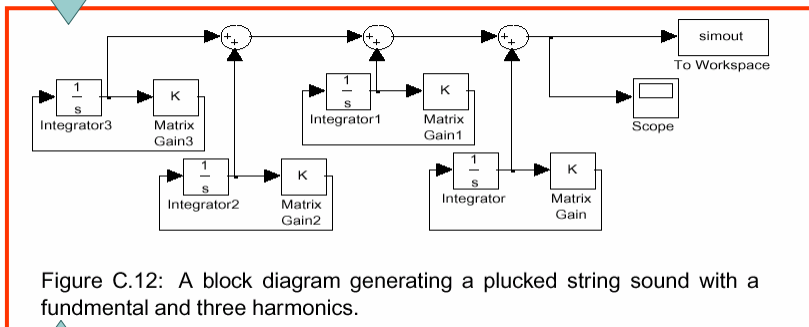 +
+
+
+
+
+
simout
To Workspace
Scope
1
s
Integrator3
K
Matrix
Gain3
1
s
Integrator1
K
Matrix
Gain1
1
s
Integrator2
K
Matrix
Gain2
1
s
Integrator
K
Matrix
Gain
Figure C.12: A block diagram generating a plucked string sound with a
fundmental and three harmonics.